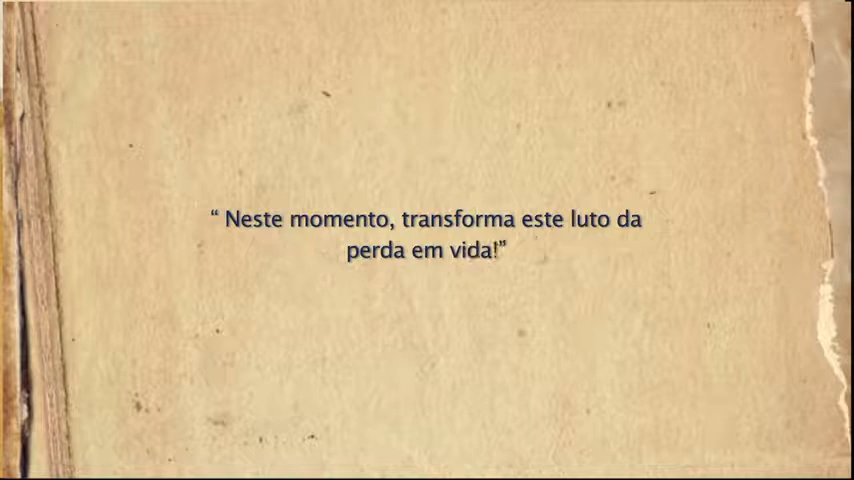 “ Neste momento, transforma este luto da
perda em vida!”